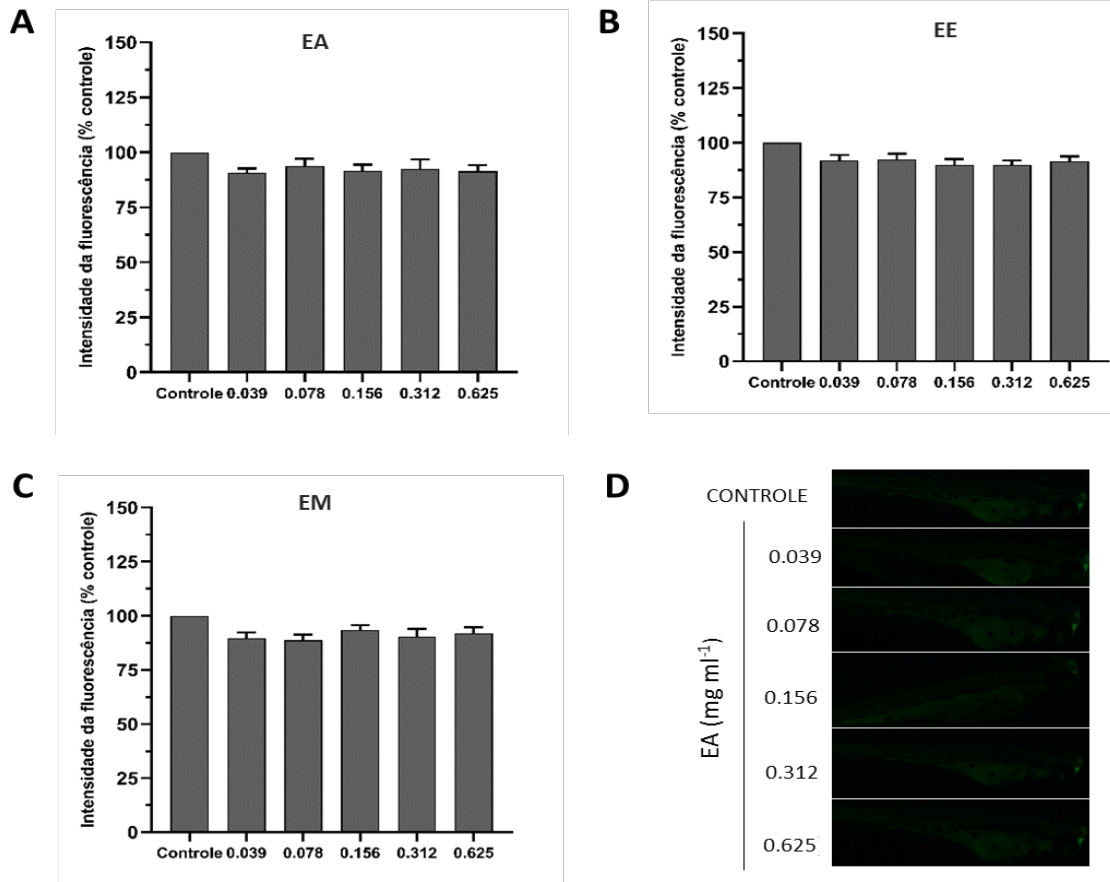 A
EA
Intensidade da fluorescência (% controle)
150
125
100
75
50
25
0
Controle 0.039 0.078 0.156 0.312 0.625
B
EE
Intensidade da fluorescência (% controle)
150
125
100
75
50
25
0
Controle 0.039 0.078 0.156 0.312 0.625
C
EM
Intensidade da fluorescência (% controle)
150
125
100
75
50
25
0
Controle 0.039 0.078 0.156 0.312 0.625
D
CONTROLE
EA (mg ml⁻¹)
0.039
0.078
0.156
0.312
0.625